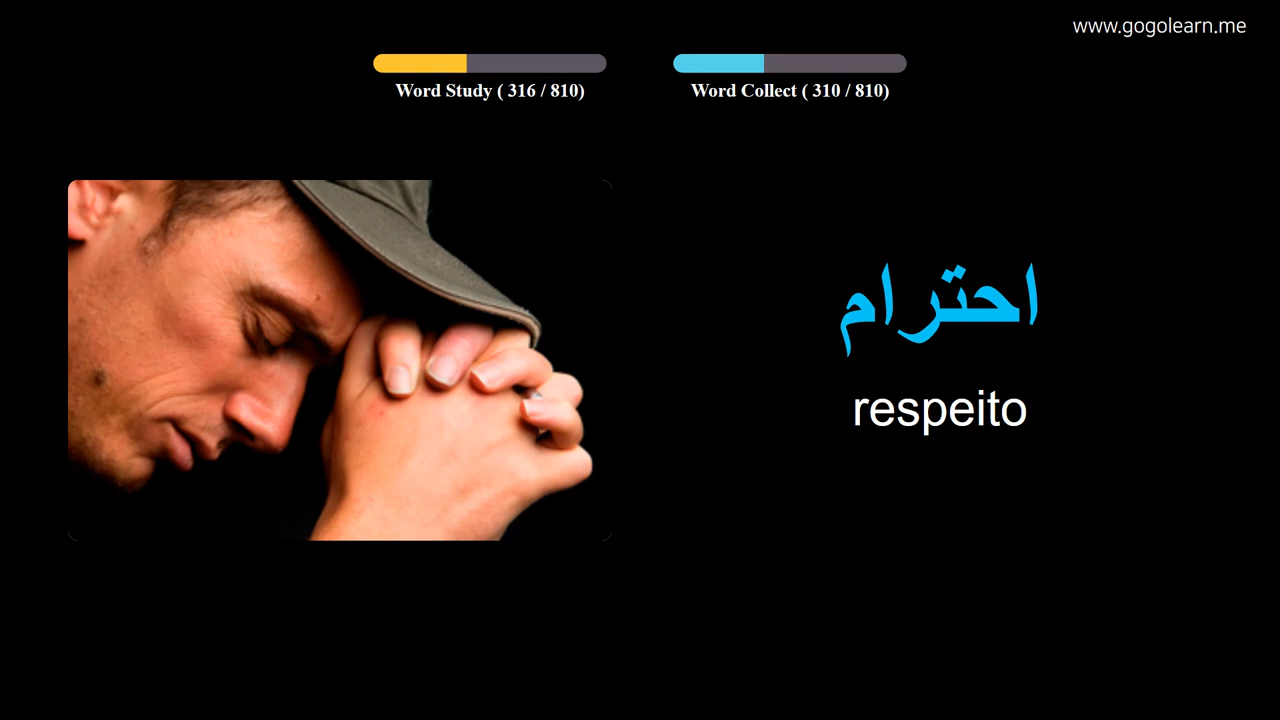 www.gogolearn.me
Word Study ( 316 / 810)
Word Collect ( 310 / 810)
احترام
respeito